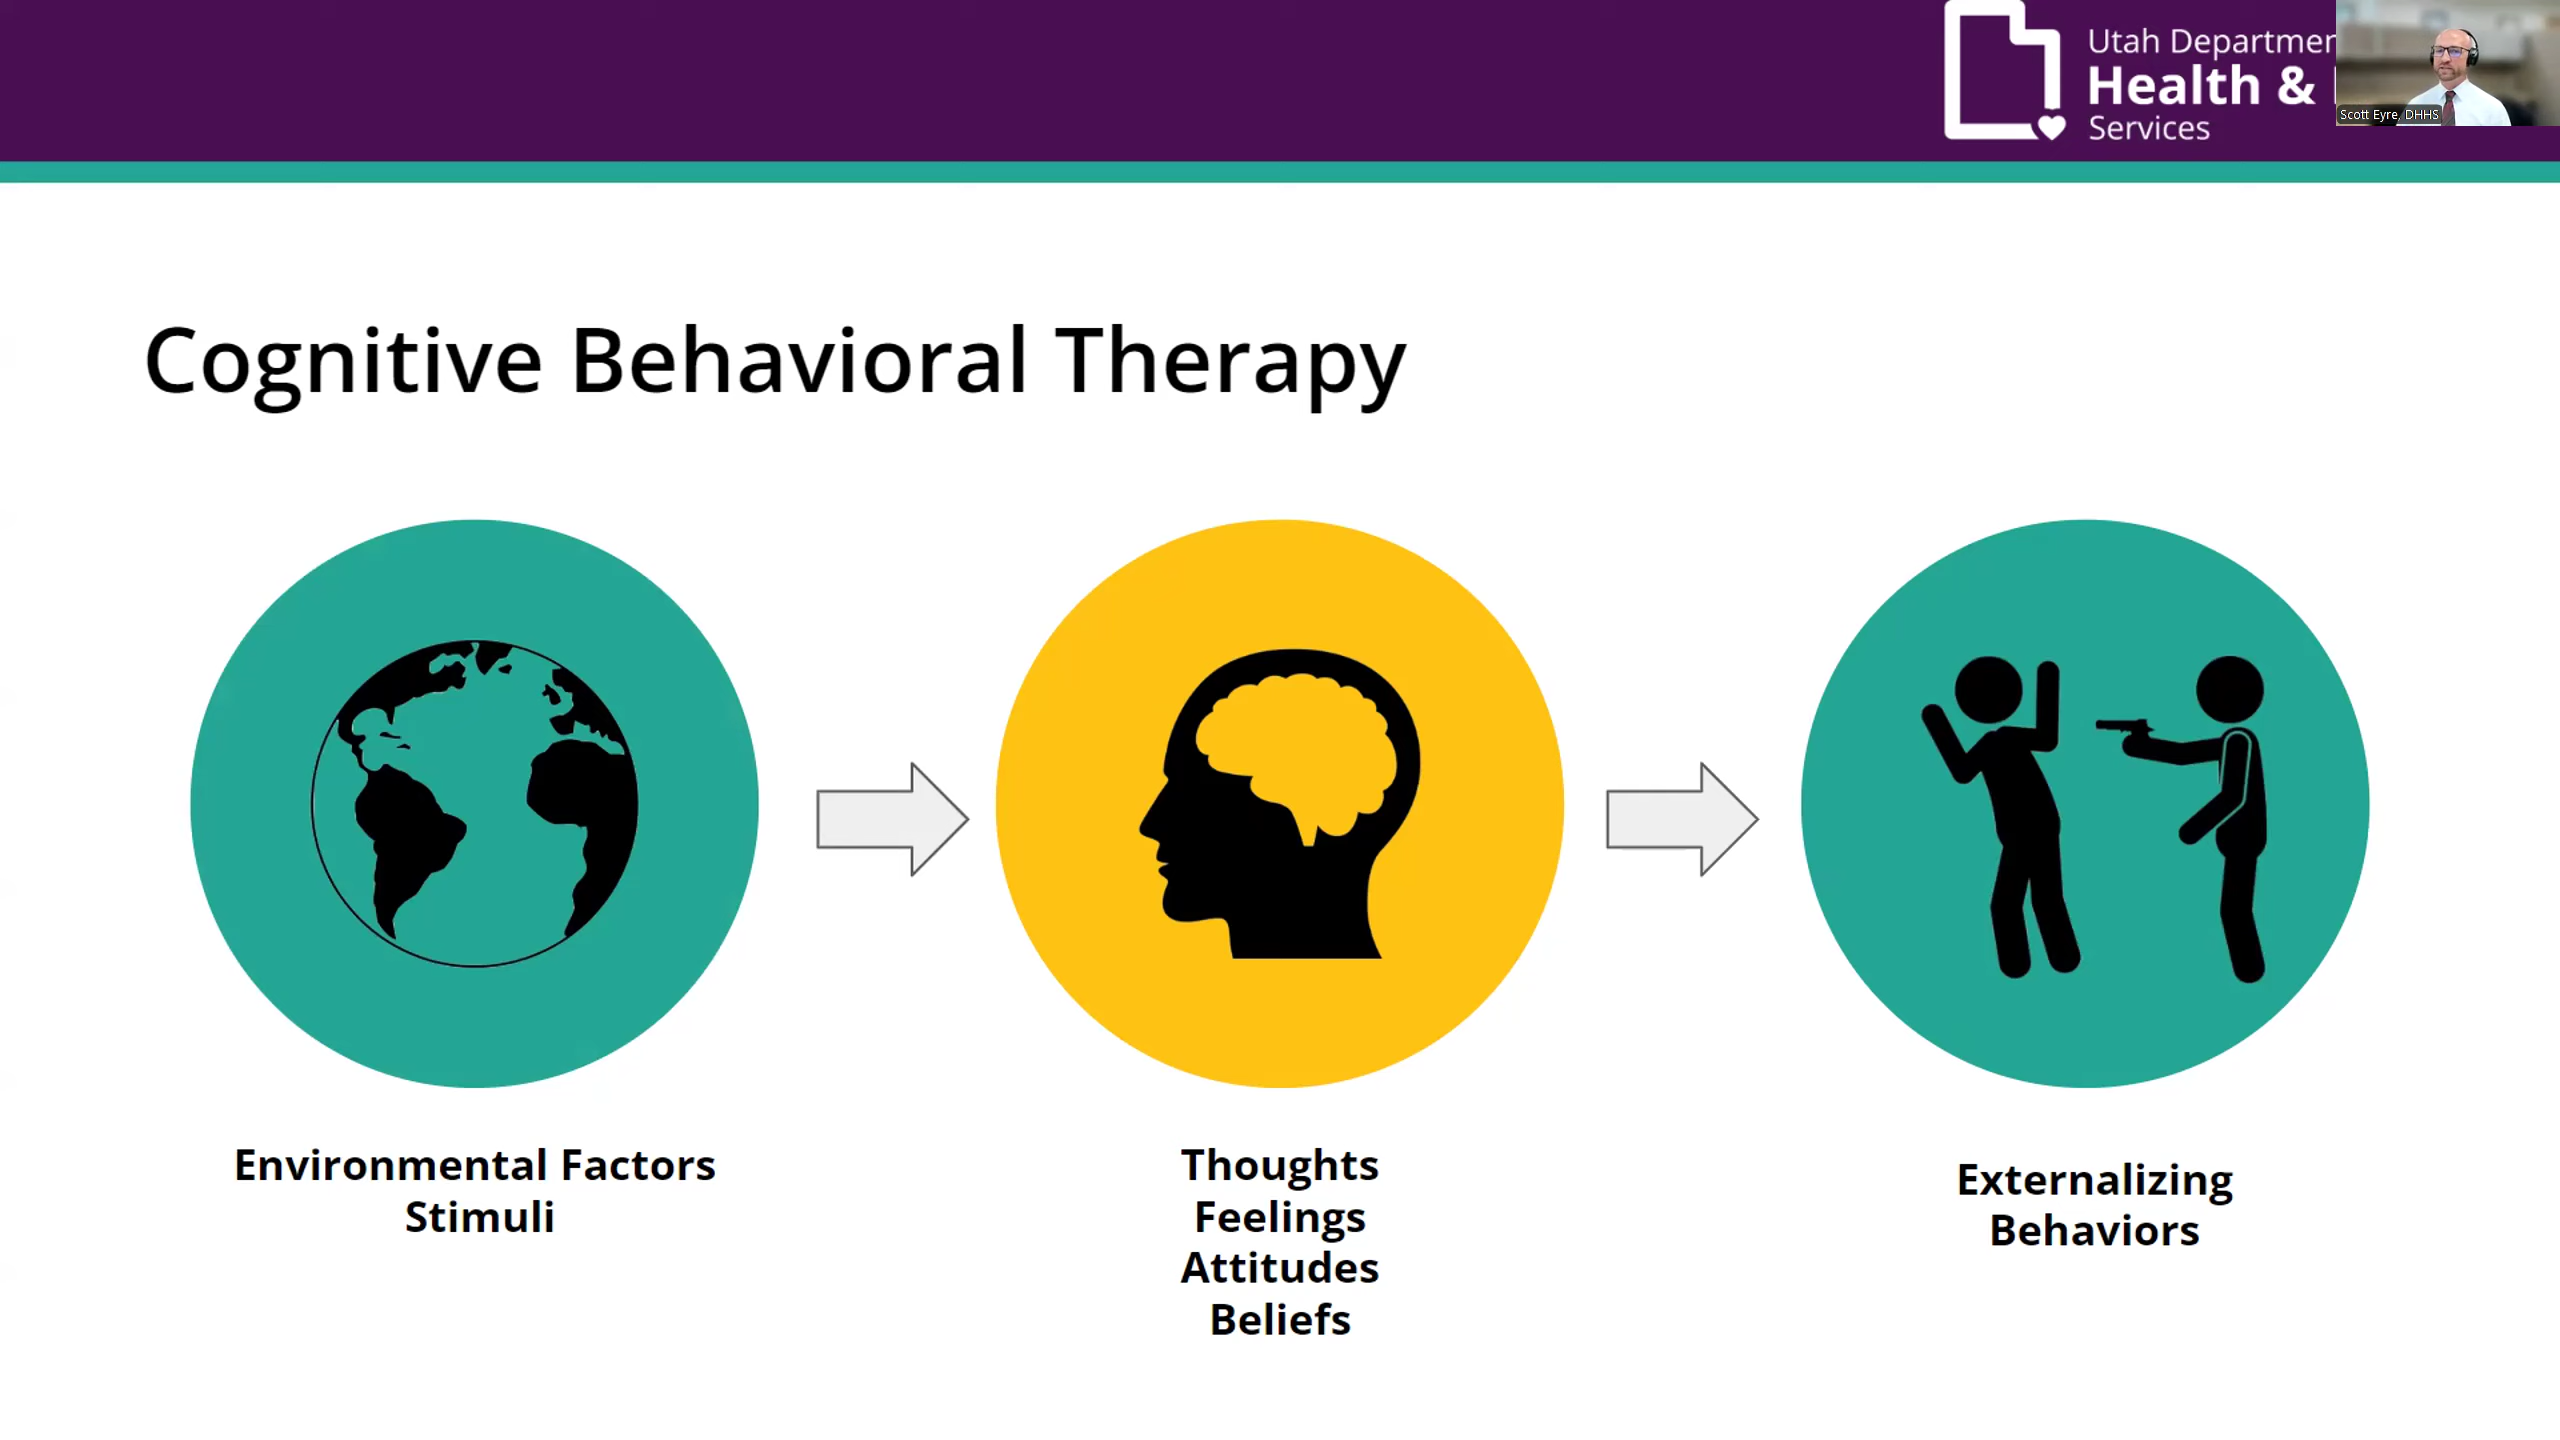 Utah Departmen
Health &
Services
Scott Eyre, DHHS
Cognitive Behavioral Therapy
Environmental Factors
Stimuli
Thoughts
Feelings
Attitudes
Beliefs
Externalizing
Behaviors